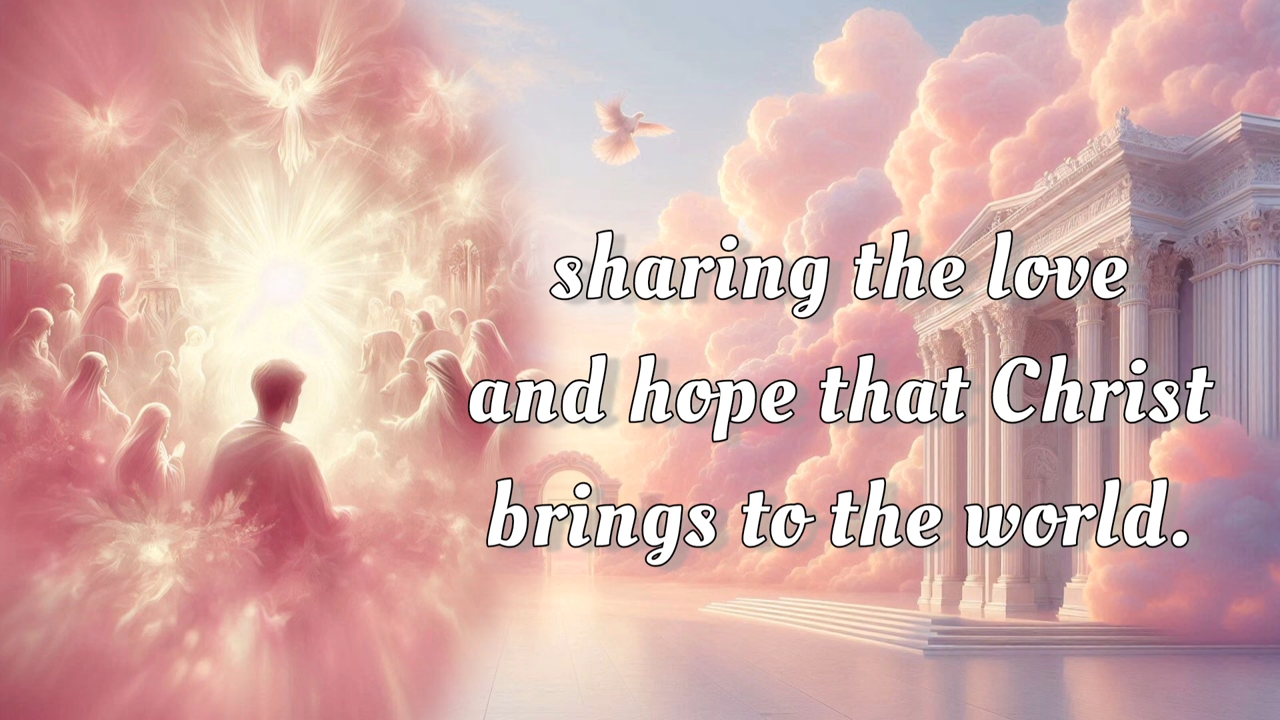 sharing the love
and hope that Christ
brings to the world.